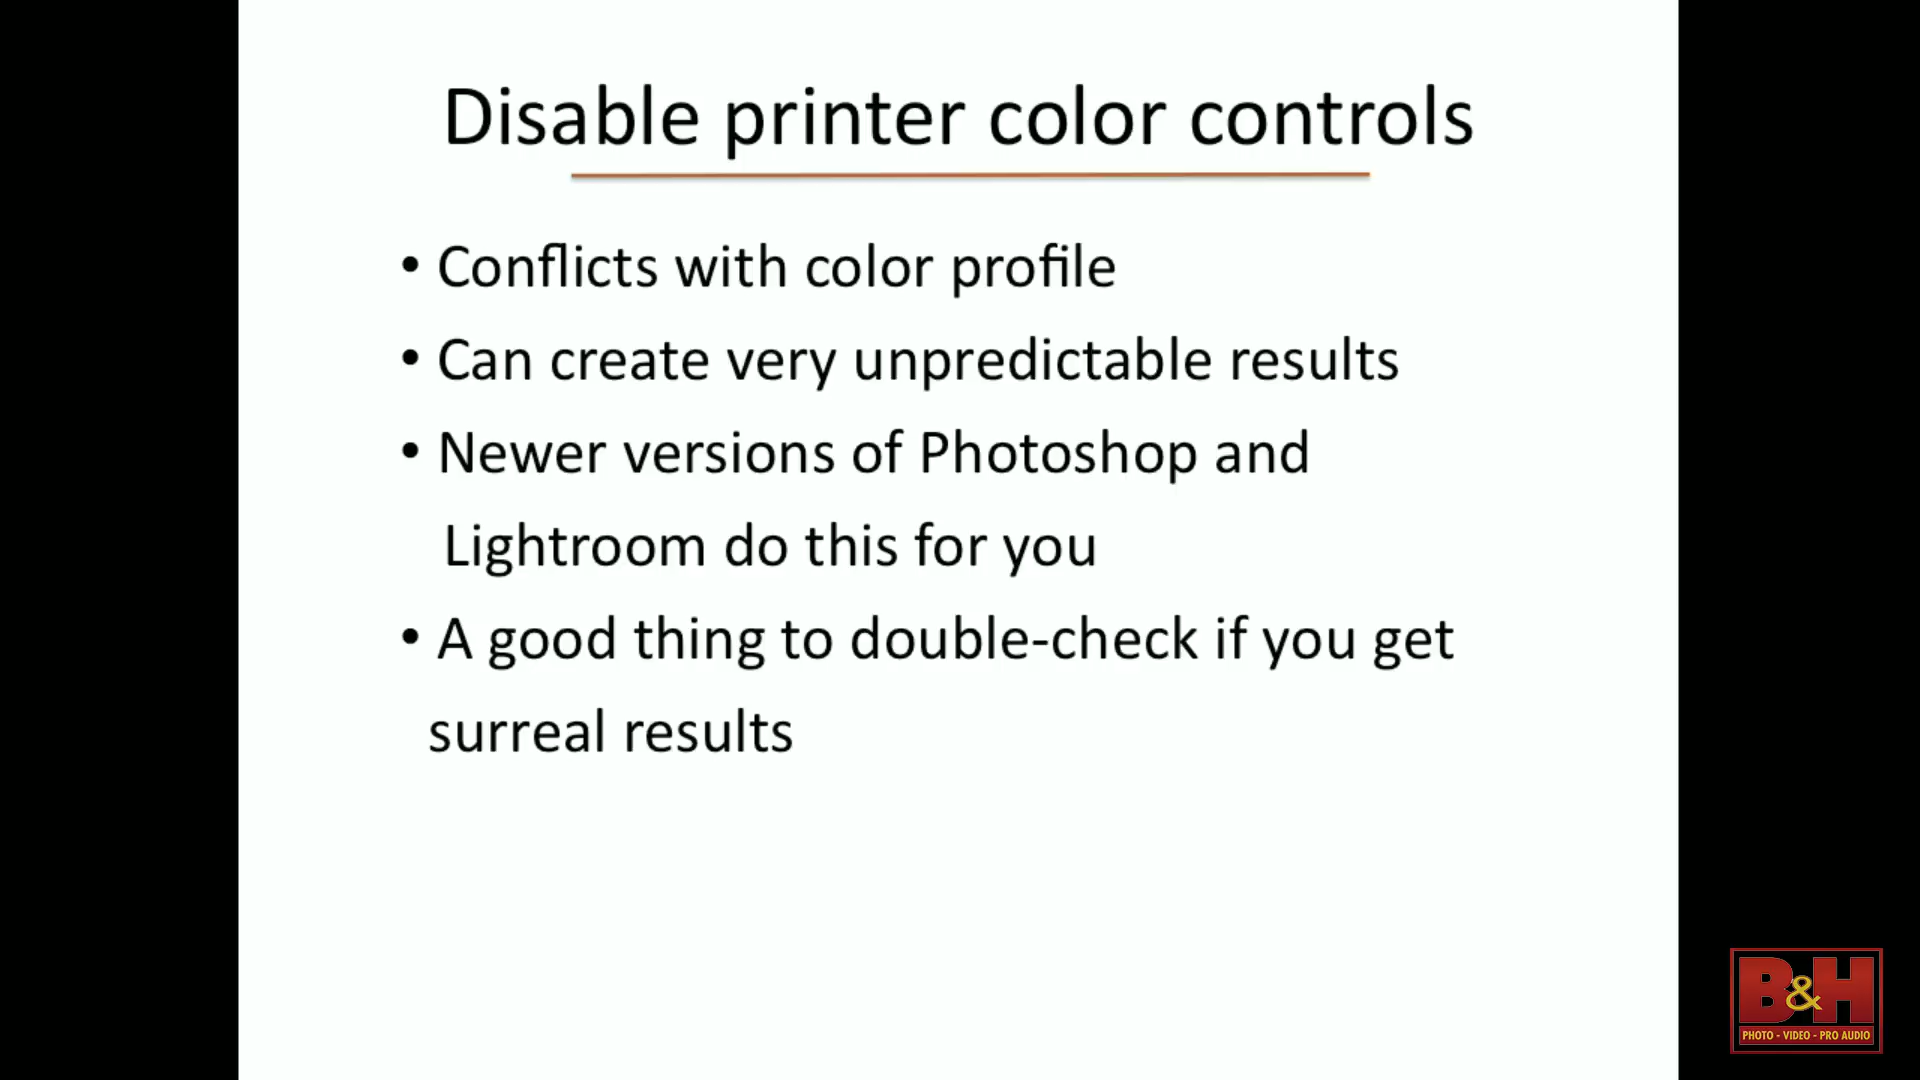 Disable printer color controls
• Conflicts with color profile
• Can create very unpredictable results
• Newer versions of Photoshop and
Lightroom do this for you
• A good thing to double-check if you get
surreal results
B&H
PHOTO - VIDEO - PRO AUDIO